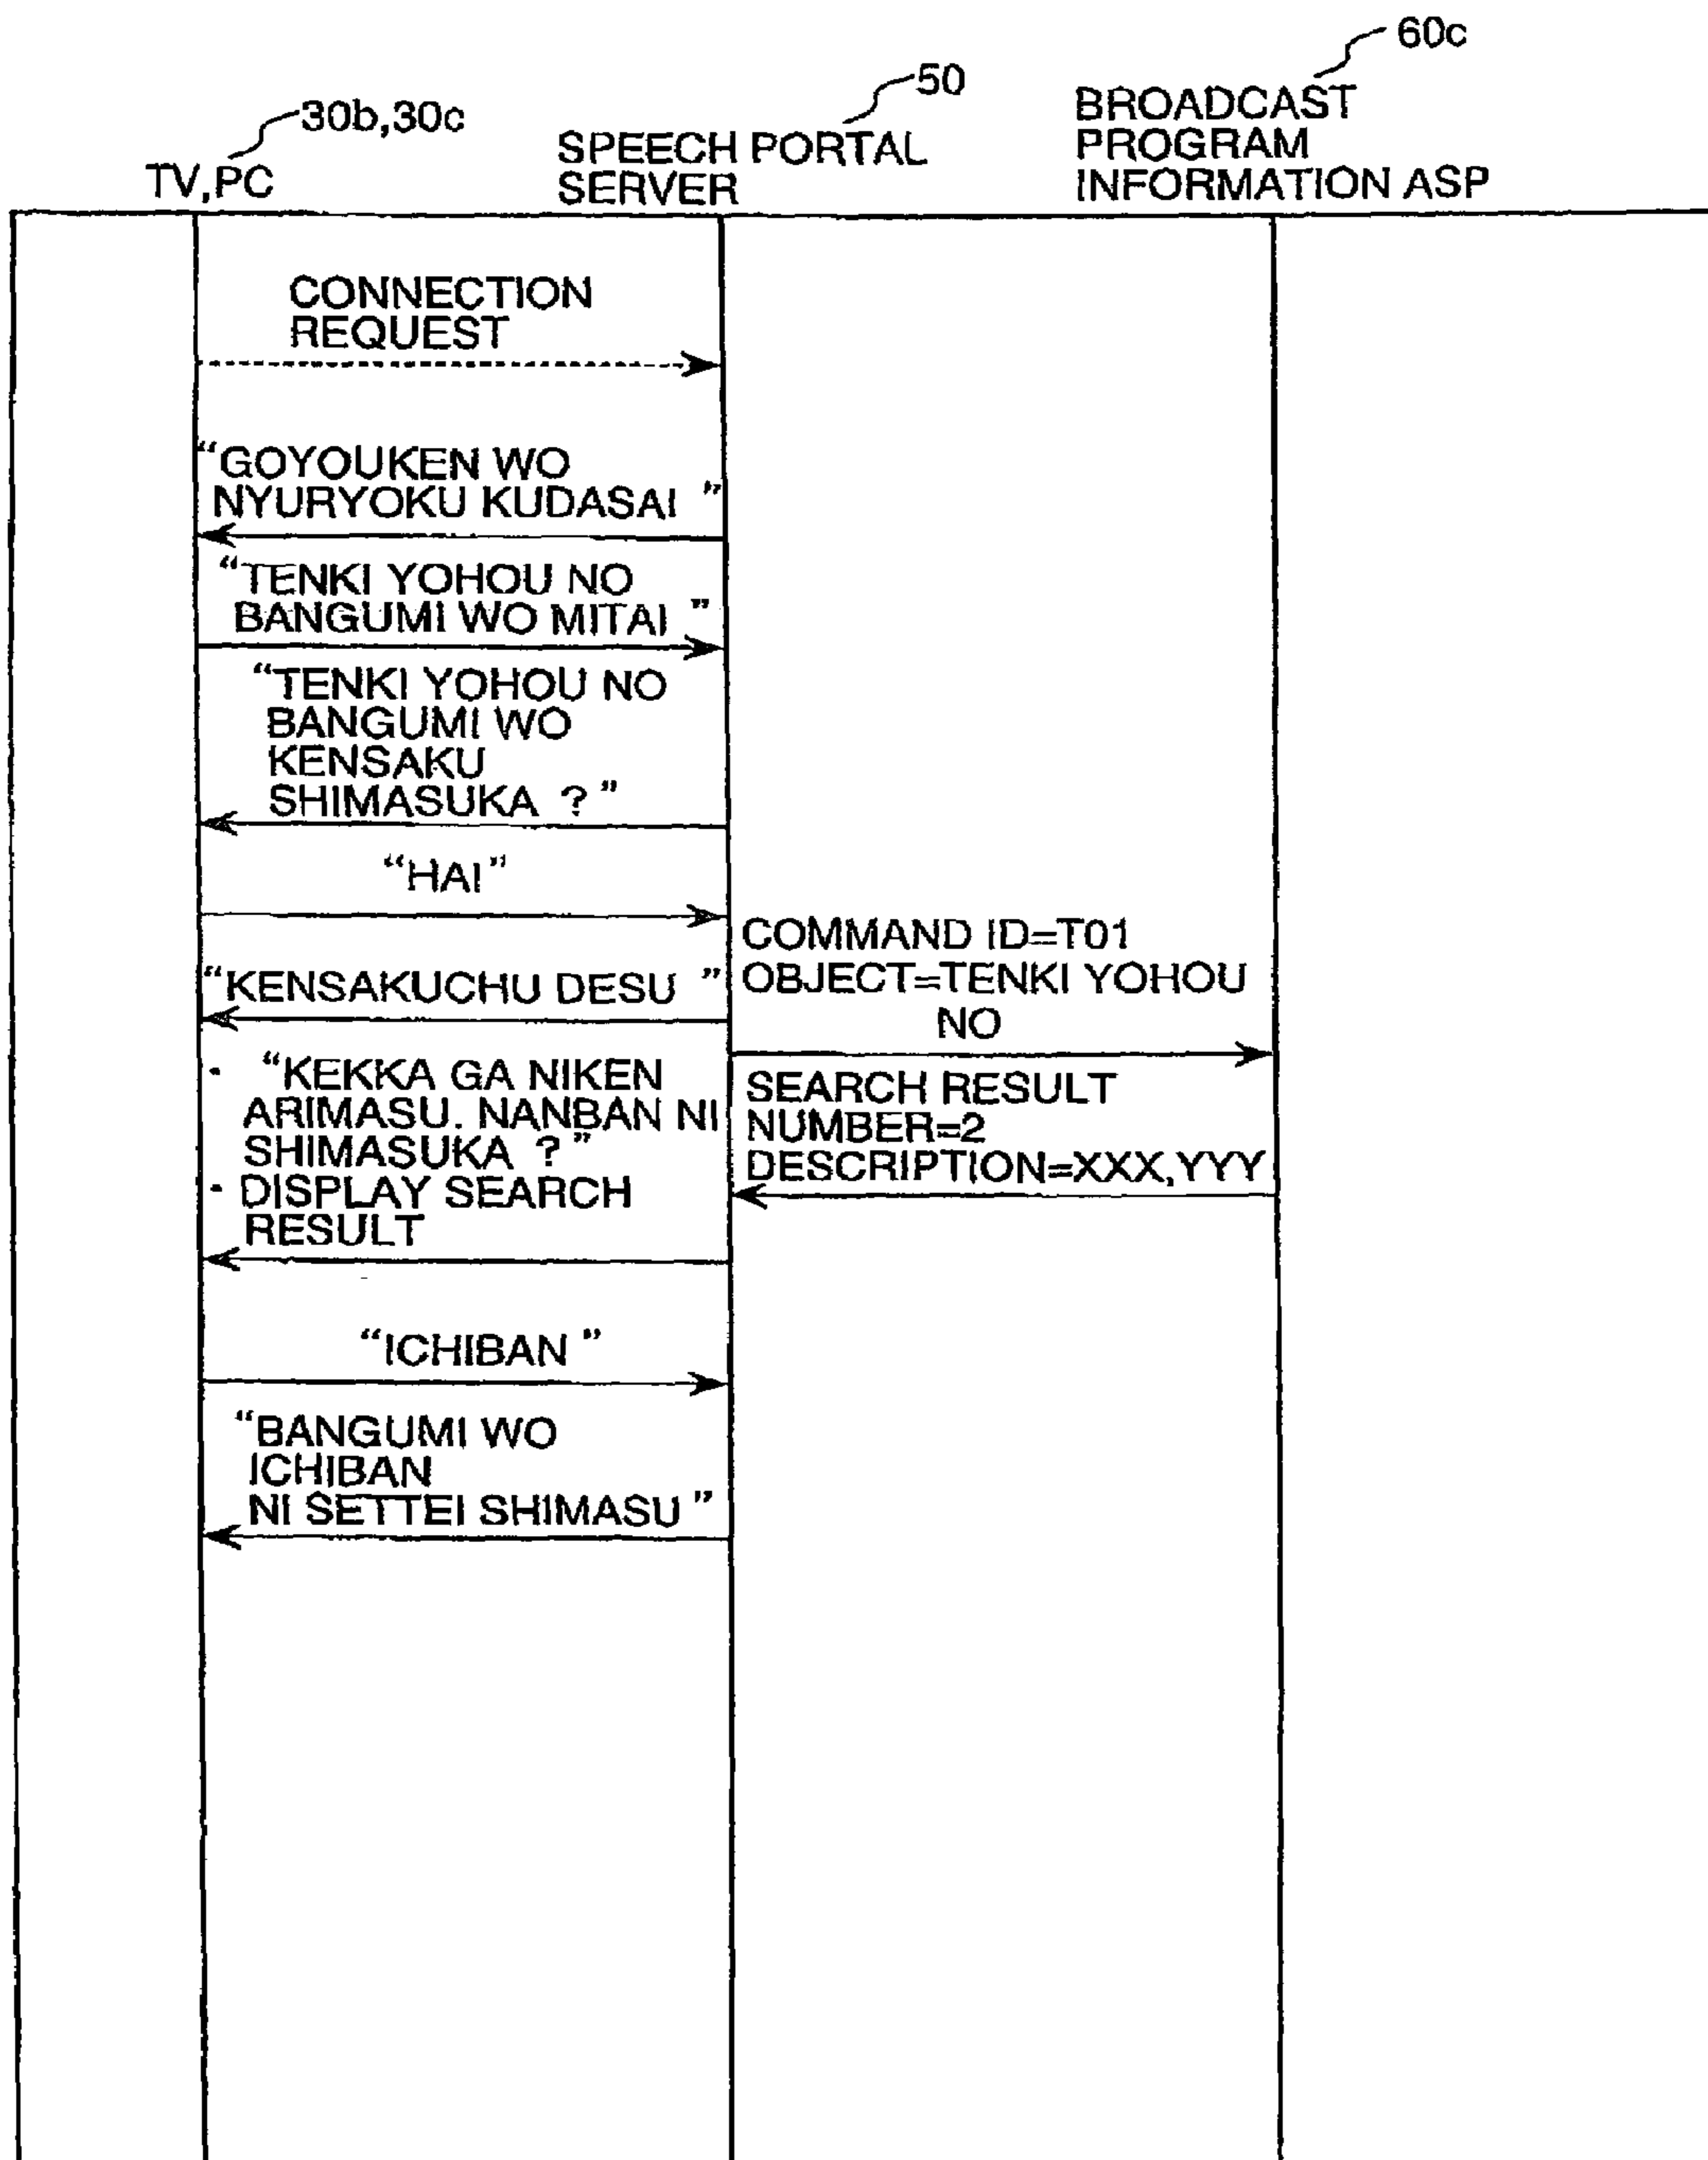 60c
50
BROADCAST
PROGRAM
INFORMATION ASP
30b,30c
SPEECH PORTAL
SERVER
TV,PC
CONNECTION
REQUEST
“GOYOUKEN WO
NYURYOKU KUDASAI ”
“TENKI YOHOU NO
BANGUMI WO MITAI ”
“TENKI YOHOU NO
BANGUMI WO
KENSAKU
SHIMASUKA ?”
“HAI”
COMMAND ID=T01
OBJECT=TENKI YOHOU
NO
“KENSAKUCHU DESU ”
- “KEKKA GA NIKEN
ARIMASU. NANBAN NI
SHIMASUKA ?”
- DISPLAY SEARCH
RESULT
SEARCH RESULT
NUMBER=2
DESCRIPTION=XXX,YYY
“ICHIBAN ”
“BANGUMI WO
ICHIBAN
NI SETTEI SHIMASU ”